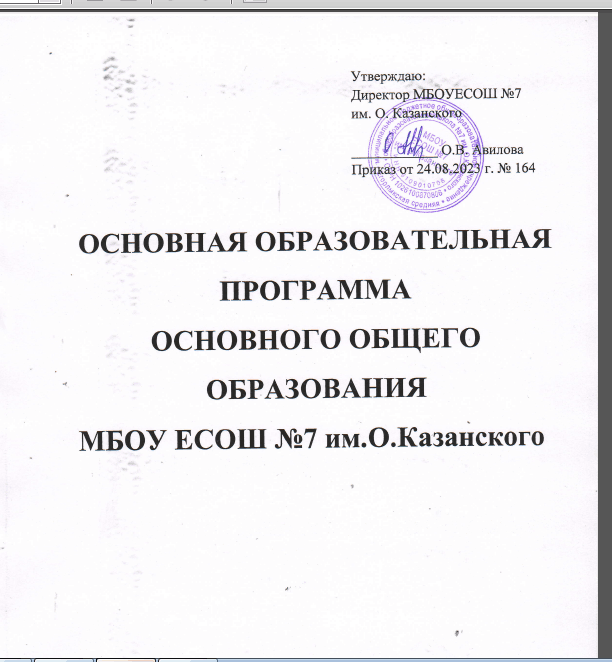 Утверждаю:
Директор МБОУЕСОШ №7
им. О. Казанского
О.В. Авилова
Приказ от 24.08.2023 г. № 164
ОСНОВНАЯ ОБРАЗОВАТЕЛЬНАЯ
ПРОГРАММА
ОСНОВНОГО ОБЩЕГО
ОБРАЗОВАНИЯ
МБОУ ЕСОШ №7 им.О.Казанского